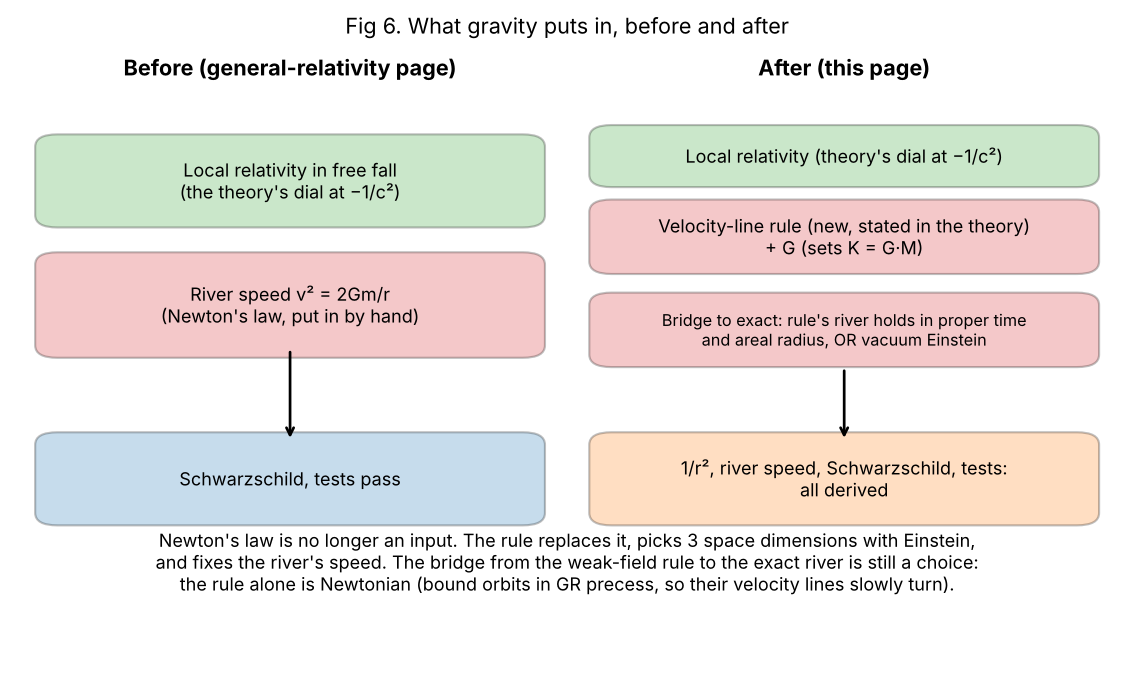 Fig 6. What gravity puts in, before and after
Before (general-relativity page)
Local relativity in free fall
(the theory's dial at −1/c²)
River speed v² = 2Gm/r
(Newton's law, put in by hand)
Schwarzschild, tests pass
After (this page)
Local relativity (theory's dial at −1/c²)
Velocity-line rule (new, stated in the theory)
+ G (sets K = G·M)
Bridge to exact: rule's river holds in proper time
and areal radius, OR vacuum Einstein
1/r², river speed, Schwarzschild, tests:
all derived
Newton's law is no longer an input. The rule replaces it, picks 3 space dimensions with Einstein,
and fixes the river's speed. The bridge from the weak-field rule to the exact river is still a choice:
the rule alone is Newtonian (bound orbits in GR precess, so their velocity lines slowly turn).